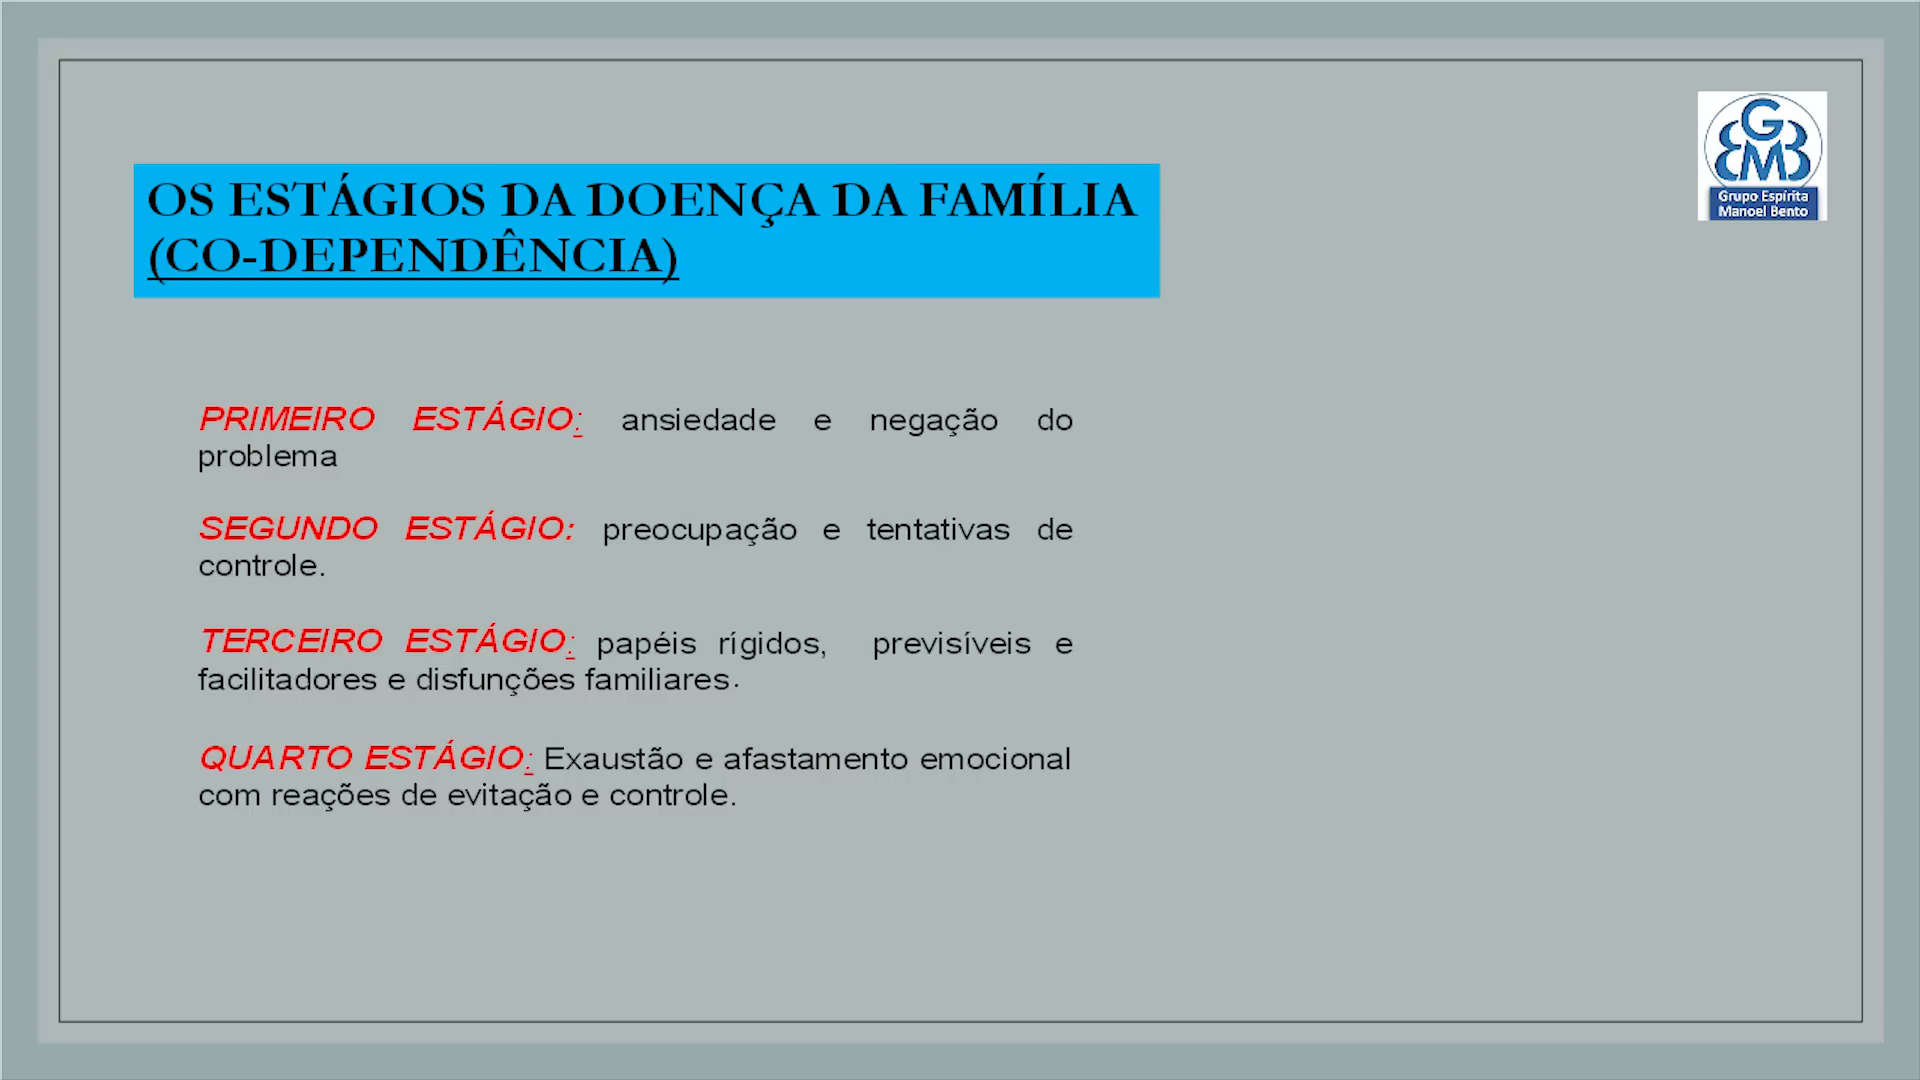 GEMB
Grupo Espírita
Manoel Bento
OS ESTÁGIOS DA DOENÇA DA FAMÍLIA
(CO-DEPENDÊNCIA)
PRIMEIRO ESTÁGIO: ansiedade e negação do
problema
SEGUNDO ESTÁGIO: preocupação e tentativas de
controle.
TERCEIRO ESTÁGIO: papéis rígidos, previsíveis e
facilitadores e disfunções familiares.
QUARTO ESTÁGIO: Exaustão e afastamento emocional
com reações de evitação e controle.